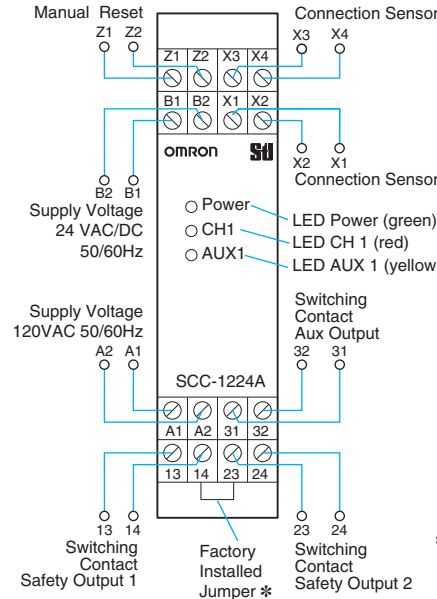 Manual Reset
Z1 Z2
Connection Sensor
X3 X4
Z1 Z2 X3 X4
B1 B2 X1 X2
OMRON Sti
B2 B1
Supply Voltage
24 VAC/DC
50/60Hz
X2 X1
Connection Sensor
Power
CH1
AUX1
LED Power (green)
LED CH 1 (red)
LED AUX 1 (yellow
Supply Voltage
120VAC 50/60Hz
A2 A1
Switching
Contact
Aux Output
32 31
SCC-1224A
A1 A2 31 32
13 14 23 24
13 14
Switching
Contact
Safety Output 1
Factory
Installed
Jumper *
23 24
Switching
Contact
Safety Output 2
*